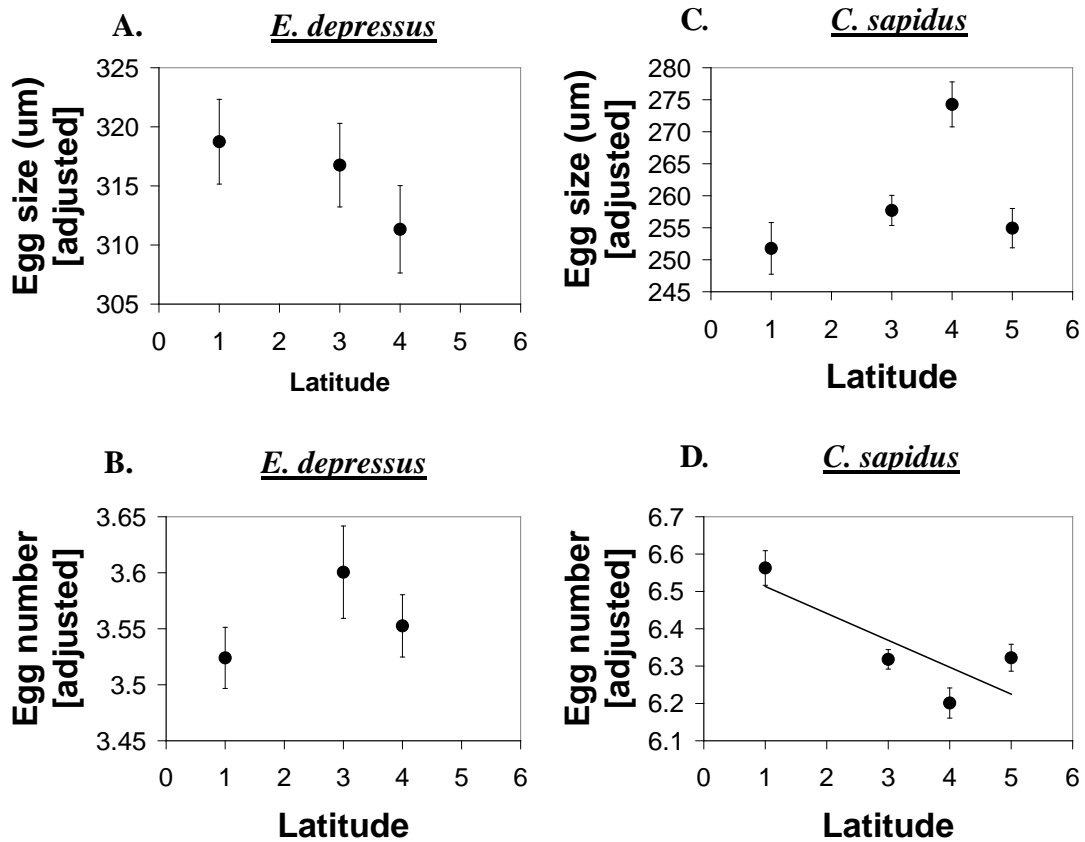 A. E. depressus
Egg size (um)
[adjusted]
325
320
315
310
305
0 1 2 3 4 5 6
Latitude
C. C. sapidus
Egg size (um)
[adjusted]
280
275
270
265
260
255
250
245
0 1 2 3 4 5 6
Latitude
B. E. depressus
Egg number
[adjusted]
3.65
3.6
3.55
3.5
3.45
0 1 2 3 4 5 6
Latitude
D. C. sapidus
Egg number
[adjusted]
6.7
6.6
6.5
6.4
6.3
6.2
6.1
0 1 2 3 4 5 6
Latitude